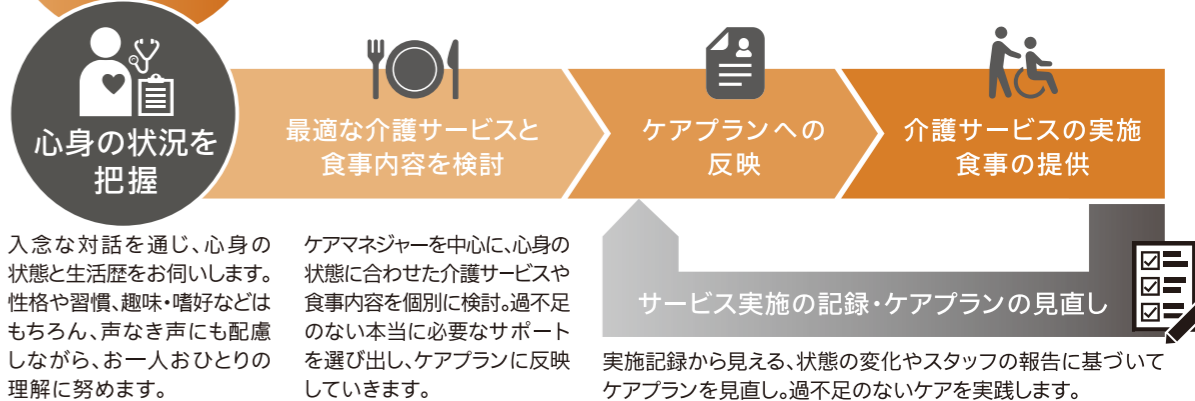 心身の状況を
把握
最適な介護サービスと
食事内容を検討
ケアプランへの
反映
介護サービスの実施
食事の提供
入念な対話を通じ、心身の
状態と生活歴をお伺いします。
性格や習慣、趣味・嗜好などは
もちろん、声なき声にも配慮
しながら、お一人おひとりの
理解に努めます。
ケアマネジャーを中心に、心身の
状態に合わせた介護サービスや
食事内容を個別に検討。過不足
のない本当に必要なサポート
を選び出し、ケアプランに反映
していきます。
サービス実施の記録・ケアプランの見直し
実施記録から見える、状態の変化やスタッフの報告に基づいて
ケアプランを見直し。過不足のないケアを実践します。